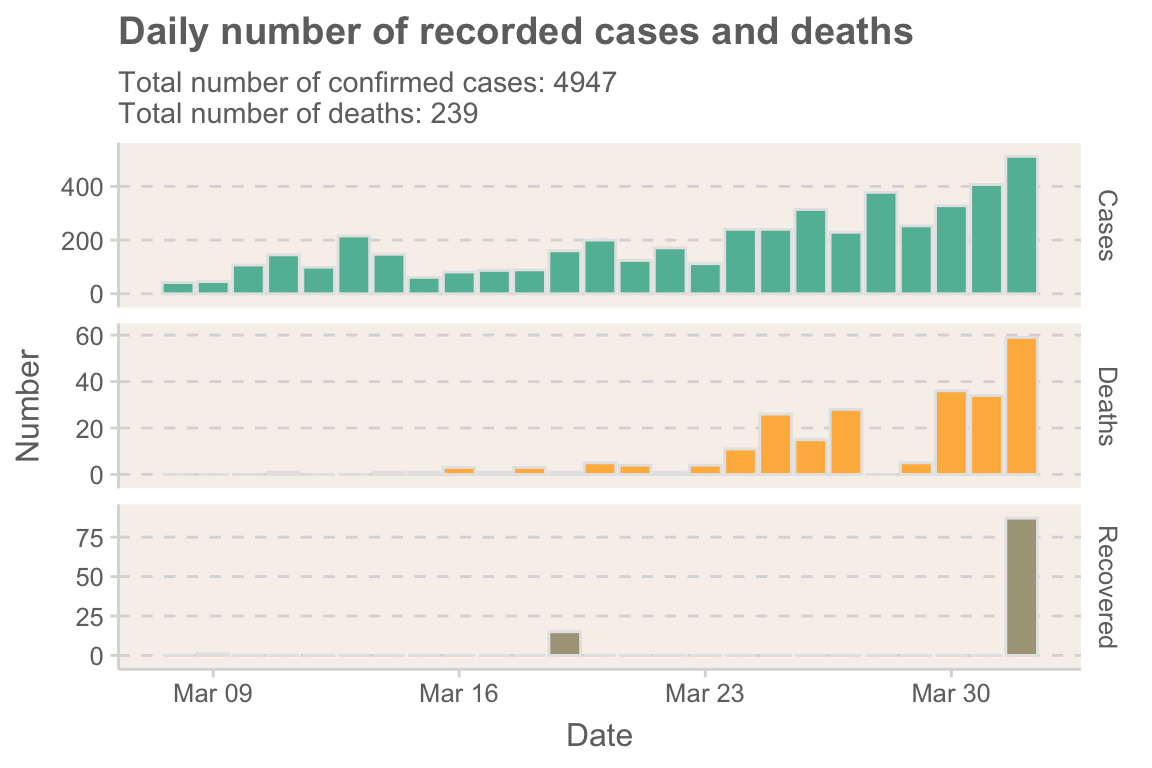 Daily number of recorded cases and deaths
Total number of confirmed cases: 4947
Total number of deaths: 239
400
200
0
Cases
60
40
20
0
Deaths
75
50
25
0
Recovered
Number
Mar 09 Mar 16 Mar 23 Mar 30
Date